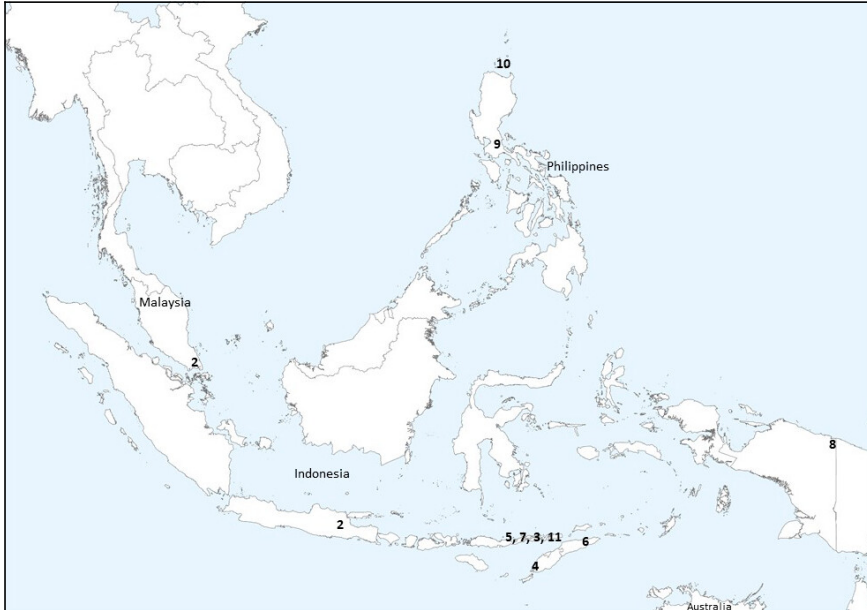 10
9
Philippines
Malaysia
2
8
Indonesia
2
5, 7, 3, 11
6
4
Australia